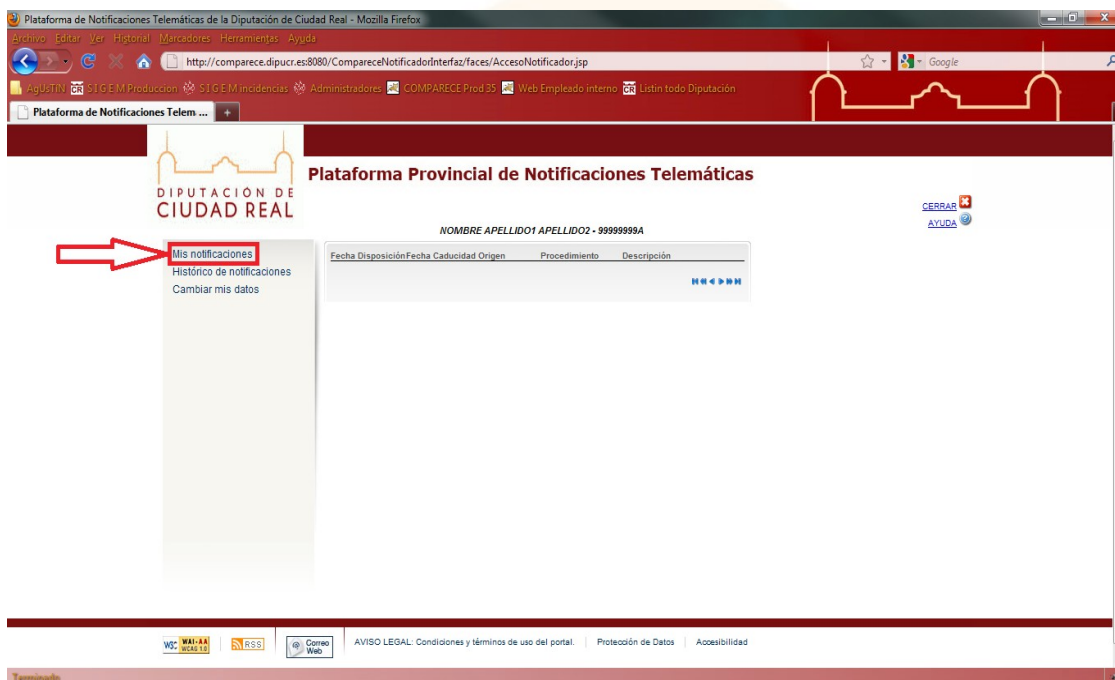 Plataforma de Notificaciones Telemáticas de la Diputación de Ciudad Real - Mozilla Firefox
Archivo Editar Ver Historial Marcadores Herramientas Ayuda
http://comparece.dipucr.es:8080/CompareceNotificadorInterfaz/faces/AccesoNotificador.jsp
Google
AgUsTiN CR S I G E M Produccion S I G E M incidencias Administradores COMPARECE Prod 35 Web Empleado interno CR Listin todo Diputación
Plataforma de Notificaciones Telem... +
DIPUTACIÓN DE
CIUDAD REAL
Plataforma Provincial de Notificaciones Telemáticas
CERRAR
AYUDA
NOMBRE APELLIDO1 APELLIDO2 - 99999999A
Mis notificaciones
Histórico de notificaciones
Cambiar mis datos
Fecha Disposición Fecha Caducidad Origen Procedimiento Descripción
W3C WAI-AA WCAG 1.0
RSS
@ Correo Web
AVISO LEGAL: Condiciones y términos de uso del portal. Protección de Datos Accesibilidad
Terminado